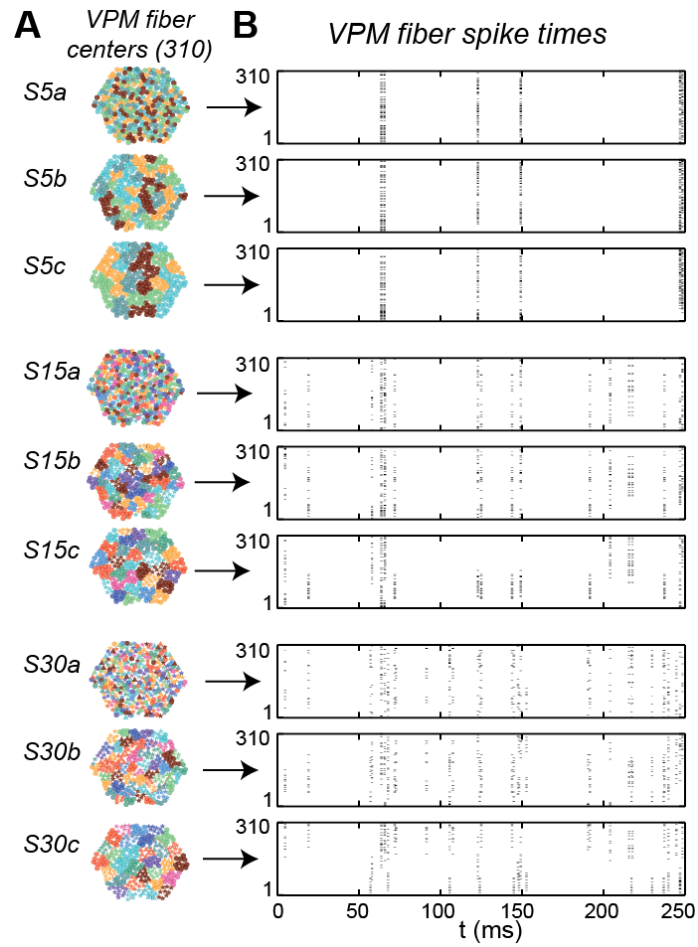 A VPM fiber centers (310) B VPM fiber spike times
S5a 310 1
S5b 310 1
S5c 310 1
S15a 310 1
S15b 310 1
S15c 310 1
S30a 310 1
S30b 310 1
S30c 310 1
0 50 100 150 200 250
t (ms)